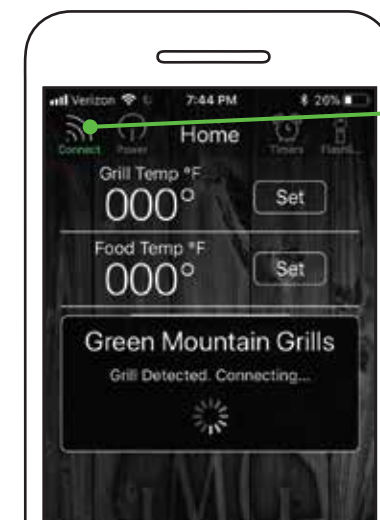 Verizon 7:44 PM 26%
Connect Power Home Timers
Grill Temp °F
000° Set
Food Temp °F
000° Set
Green Mountain Grills
Grill Detected. Connecting...